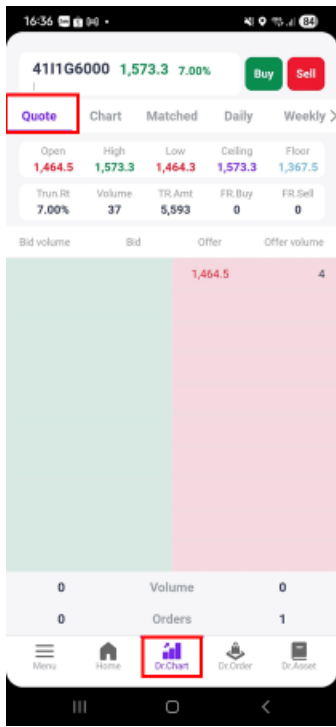 16:36
84
41I1G6000 1,573.3 7.00%
Buy
Sell
Quote Chart Matched Daily Weekly
Open High Low Ceiling Floor
1,464.5 1,573.3 1,464.3 1,573.3 1,367.5
Trun.Rt Volume TR.Amt FR.Buy FR.Sell
7.00% 37 5,593 0 0
Bid volume Bid Offer Offer volume
1,464.5 4
0 Volume 0
0 Orders 1
Menu Home Dr.Chart Dr.Order Dr.Asset